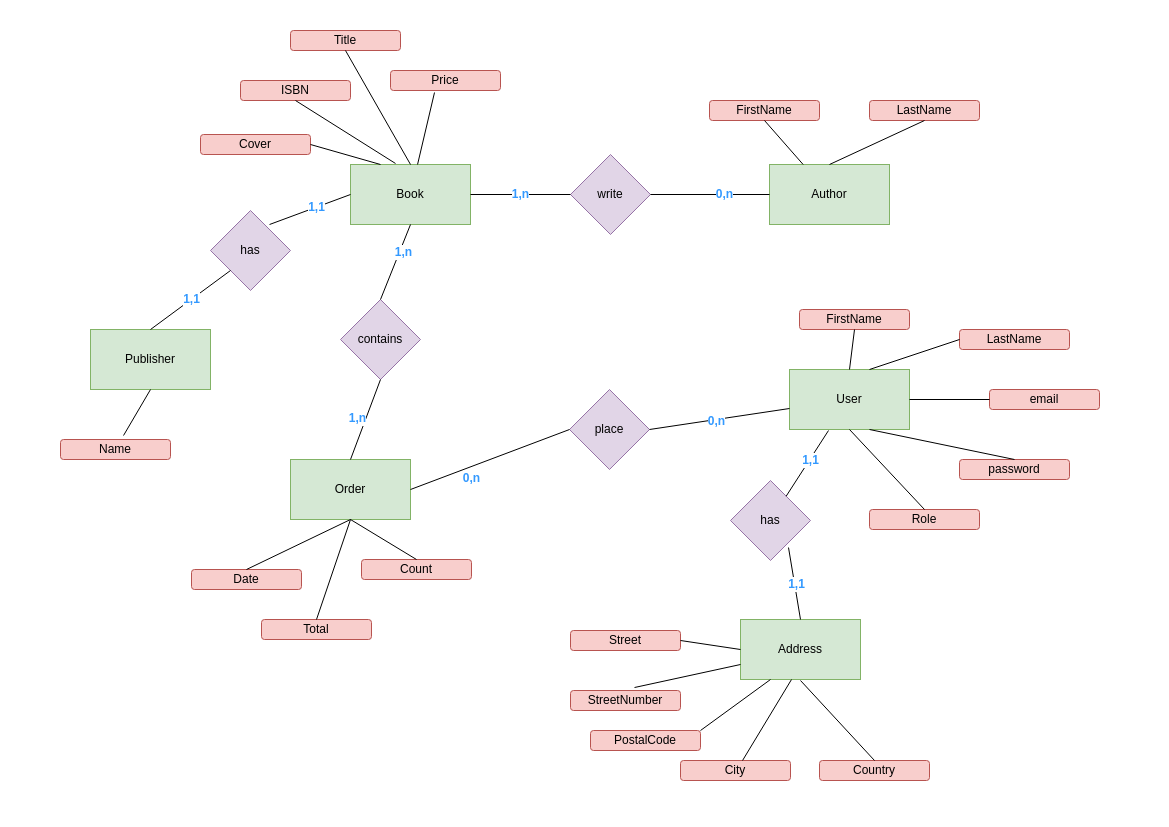 Title
Price
ISBN
FirstName
LastName
Cover
Book
1,n
write
0,n
Author
1,1
has
1,n
1,1
FirstName
contains
LastName
Publisher
User
email
1,n
place
0,n
Name
1,1
password
0,n
Order
has
Role
Count
Date
1,1
Total
Street
Address
StreetNumber
PostalCode
City
Country